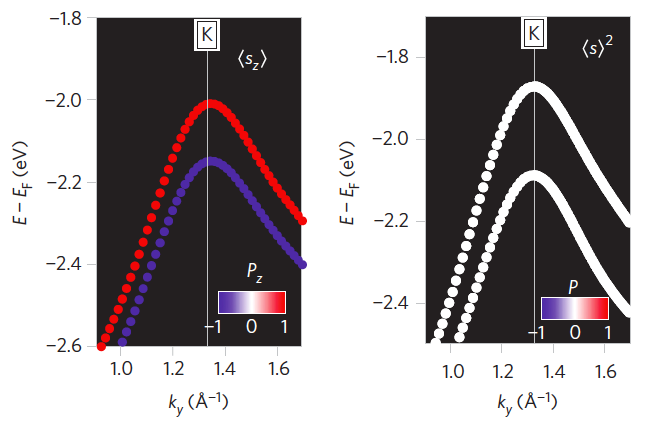 K
⟨s_z⟩
E − E_F (eV)
−1.8
−2.0
−2.2
−2.4
−2.6
P_z
−1 0 1
1.0 1.2 1.4 1.6
k_y (Å⁻¹)
K
⟨s⟩²
E − E_F (eV)
−1.8
−2.0
−2.2
−2.4
P
−1 0 1
1.0 1.2 1.4 1.6
k_y (Å⁻¹)